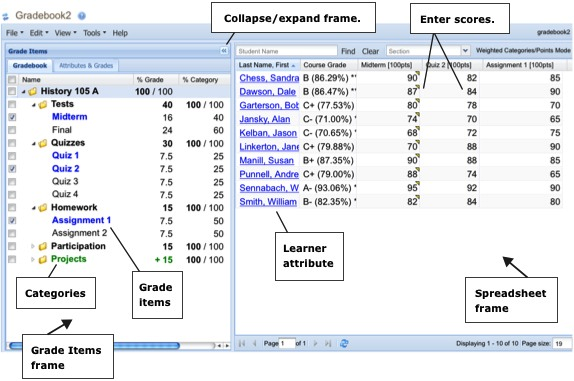 Gradebook2
Collapse/expand frame.
Enter scores.
File Edit View Tools Help
gradebook2
Grade Items
Student Name Find Clear Section Weighted Categories/Points Mode
Gradebook Attributes & Grades
Last Name, First Course Grade Midterm [100pts] Quiz 2 [100pts] Assignment 1 [100pts]
Name % Grade % Category
Chess, Sandra B (86.29%) ** 90 82 85
History 105 A 100 / 100
Dawson, Dale B (86.47%) ** 87 84 84
Tests 40 100 / 100
Garterson, Bob C+ (77.53%) 80 78 70
Midterm 16 40
Jansky, Alan C- (71.00%) * 74 70 65
Final 24 60
Kelban, Jason C- (70.65%) * 68 72 75
Quizzes 30 100 / 100
Linkerton, Jane C+ (79.13%) 70 88 90
Quiz 1 7.5 25
Manill, Susan B+ (87.35%) 90 88 85
Quiz 2 7.5 25
Punnell, Andre C+ (79.00%) 88 74 65
Quiz 3 7.5 25
Sennabach, W A- (93.06%) * 95 92 90
Quiz 4 7.5 25
Smith, William B- (82.35%) * 82 84 80
Homework 15 100 / 100
Assignment 1 7.5 50
Assignment 2 7.5 50
Participation 15 100 / 100
Projects + 15 100 / 100
Learner
attribute
Categories
Grade
items
Spreadsheet
frame
Grade Items
frame
Page 1 of 1 Displaying 1 - 10 of 10 Page size: 19